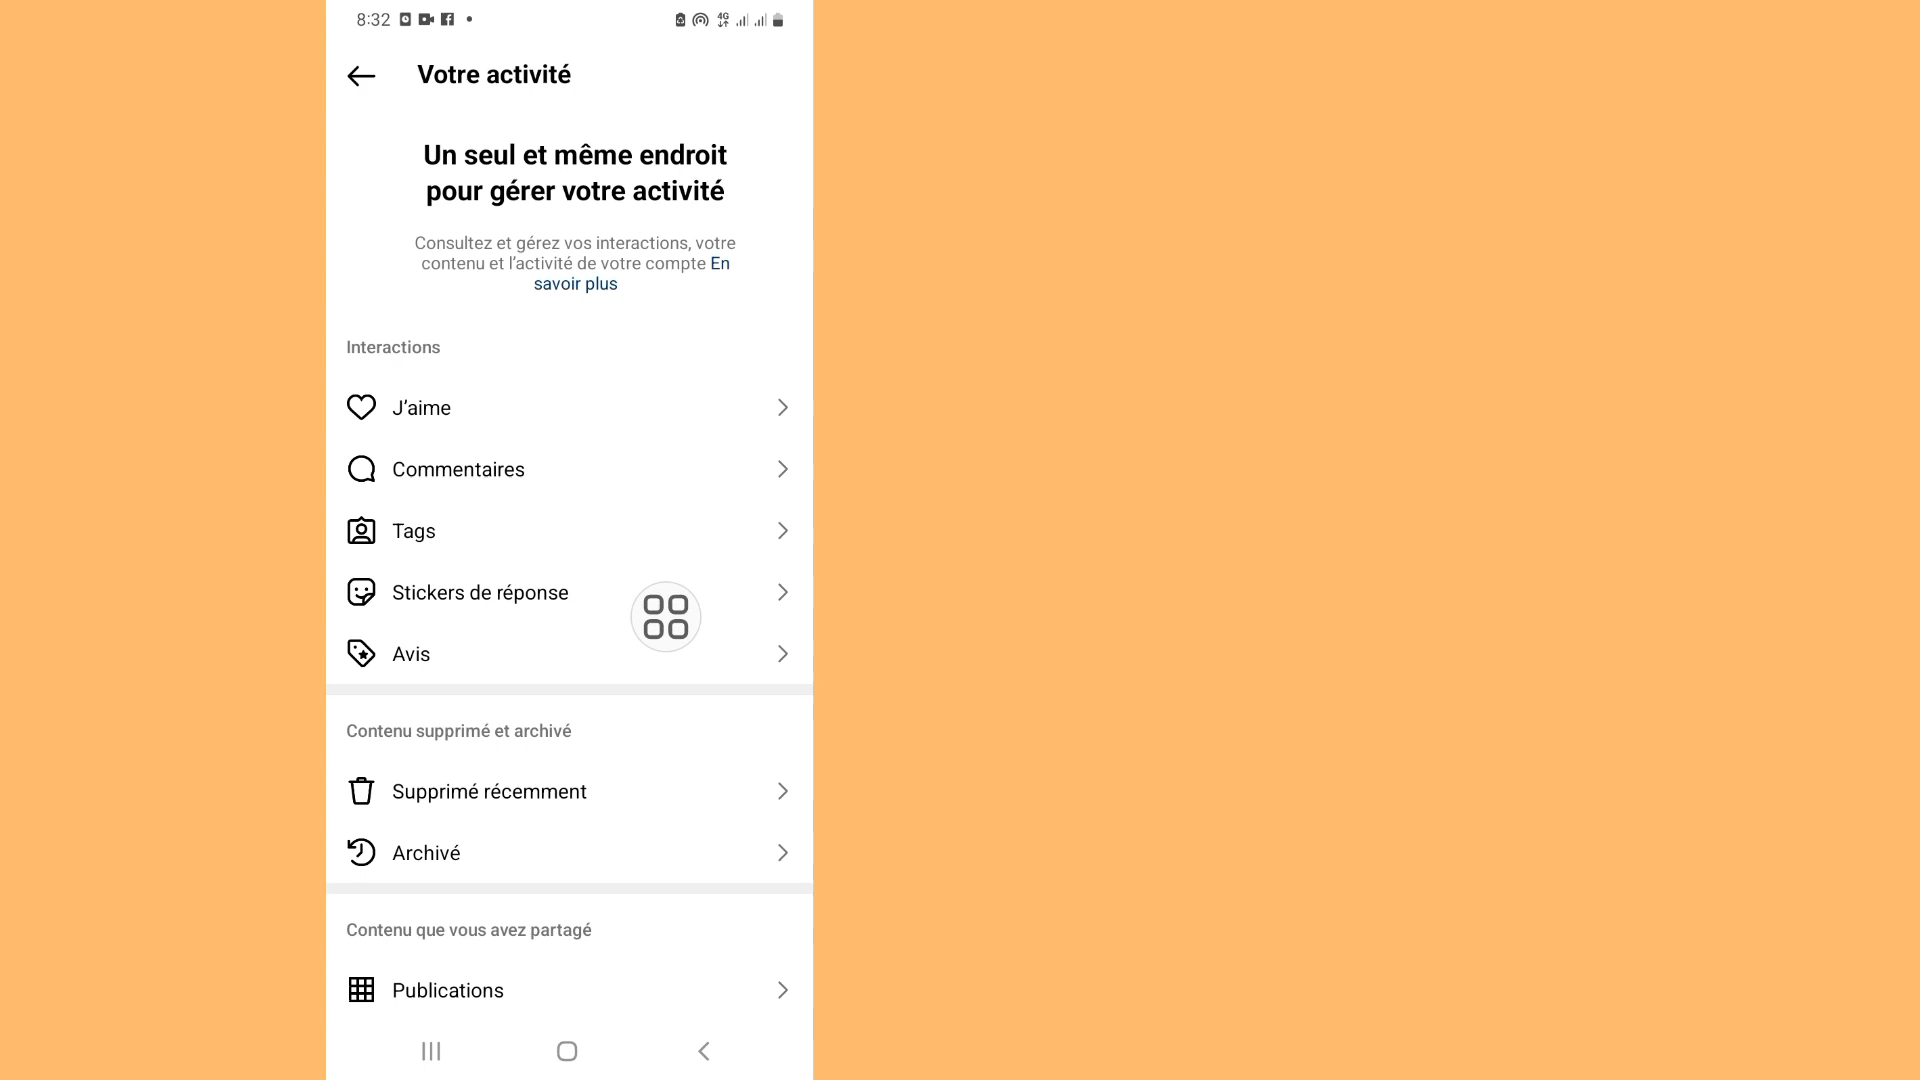 8:32
4G
Votre activité
Un seul et même endroit
pour gérer votre activité
Consultez et gérez vos interactions, votre
contenu et l’activité de votre compte En
savoir plus
Interactions
J’aime
Commentaires
Tags
Stickers de réponse
Avis
Contenu supprimé et archivé
Supprimé récemment
Archivé
Contenu que vous avez partagé
Publications